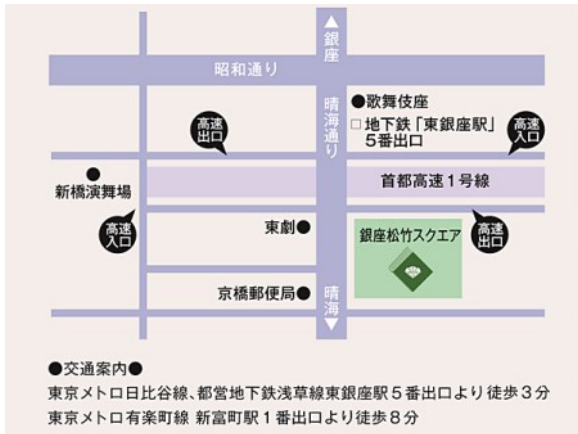 ▲銀座
昭和通り
晴海通り
●歌舞伎座
□地下鉄「東銀座駅」
5番出口
高速
出口
高速
入口
●
新橋演舞場
首都高速1号線
高速
入口
東劇●
銀座松竹スクエア
高速
出口
京橋郵便局●
晴海▼
●交通案内●
東京メトロ日比谷線、都営地下鉄浅草線東銀座駅5番出口より徒歩3分
東京メトロ有楽町線 新富町駅1番出口より徒歩8分